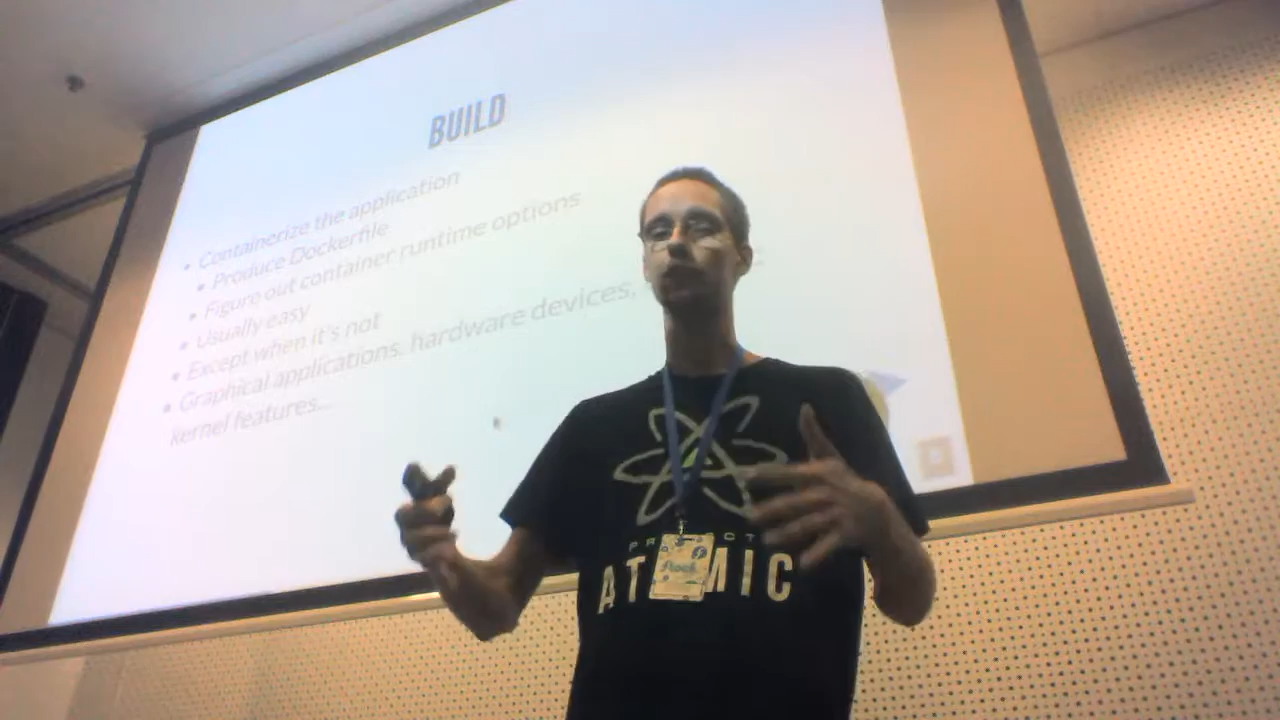 BUILD
• Containerize the application
• Produce Dockerfile
• Figure out container runtime options
• Usually easy
• Except when it's not
• Graphical applications, hardware devices,
kernel features...
ATOMIC
flock